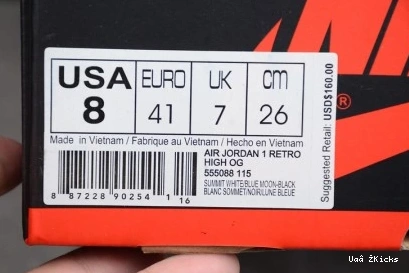 USA EURO UK cm
8 41 7 26
Made in Vietnam / Fabrique au Vietnam / Hecho en Vietnam
AIR JORDAN 1 RETRO
HIGH OG
555088 115
SUMMIT WHITE/BLUE MOON-BLACK
BLANC SOMMET/NOIR/LUNE BLEUE
8 87228 90254 1 16
Suggested Retail: USD$160.00
®